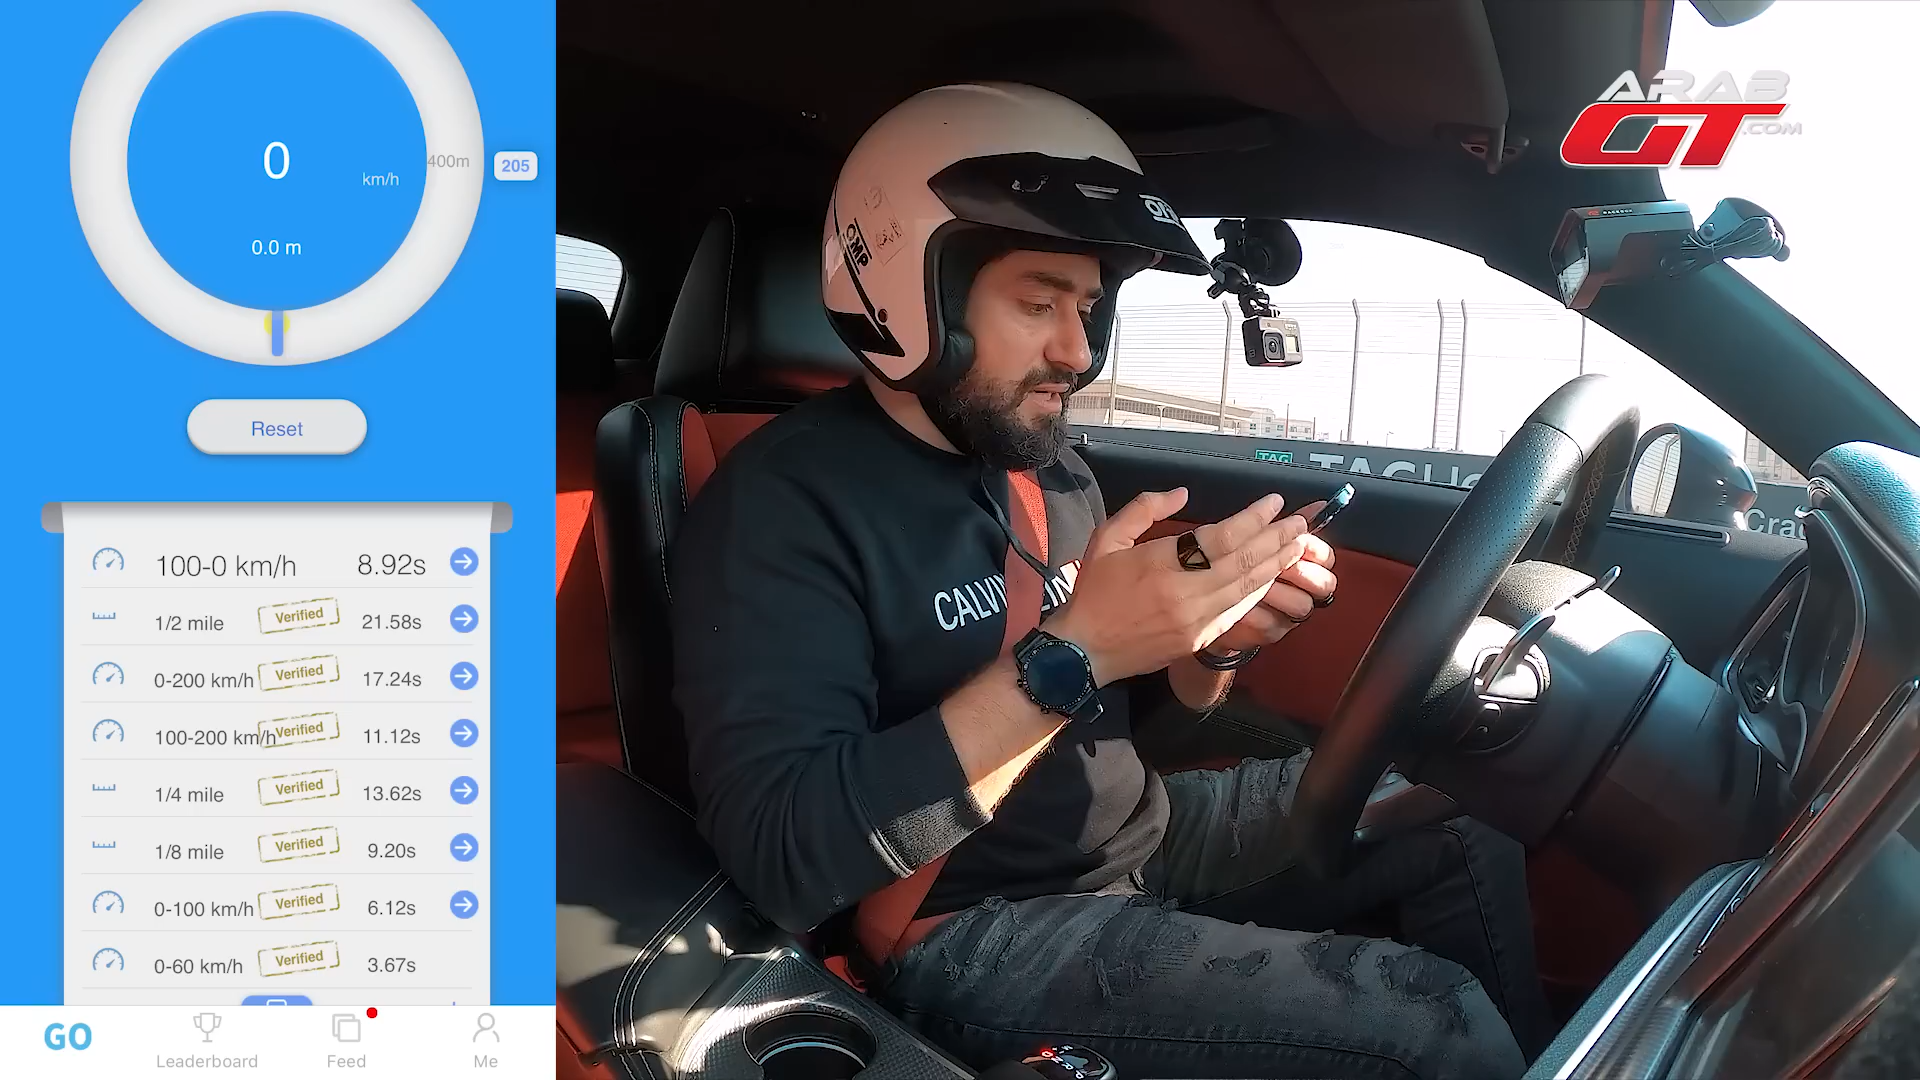 0
km/h
400m
205
0.0 m
Reset
100-0 km/h 8.92s
1/2 mile Verified 21.58s
0-200 km/h Verified 17.24s
100-200 km/h Verified 11.12s
1/4 mile Verified 13.62s
1/8 mile Verified 9.20s
0-100 km/h Verified 6.12s
0-60 km/h Verified 3.67s
GO
Leaderboard
Feed
Me
ARAB
GT.COM
OMP
TAG